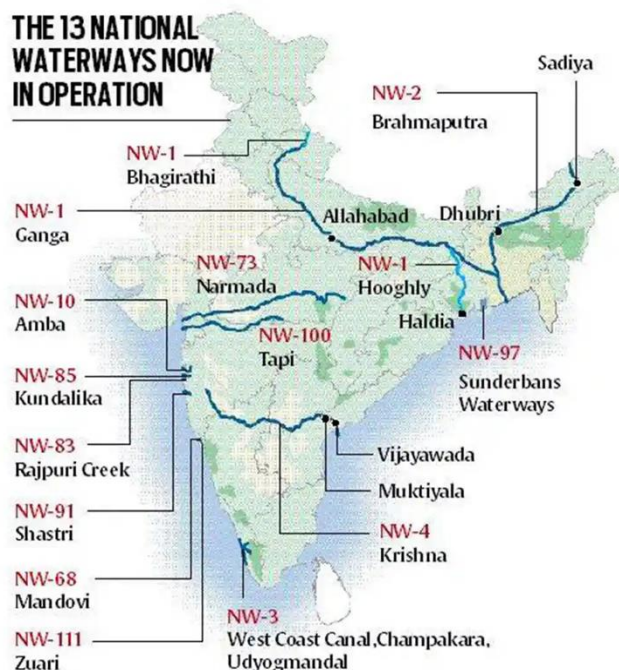 THE 13 NATIONAL
WATERWAYS NOW
IN OPERATION
Sadiya
NW-2
Brahmaputra
NW-1
Bhagirathi
NW-1
Ganga
Allahabad
Dhubri
NW-73
Narmada
NW-1
Hooghly
NW-10
Amba
NW-100
Tapi
Haldia
NW-97
Sunderbans
Waterways
NW-85
Kundalika
NW-83
Rajpuri Creek
Vijayawada
Muktiyala
NW-91
Shastri
NW-4
Krishna
NW-68
Mandovi
NW-3
West Coast Canal,Champakara,
Udyogmandal
NW-111
Zuari